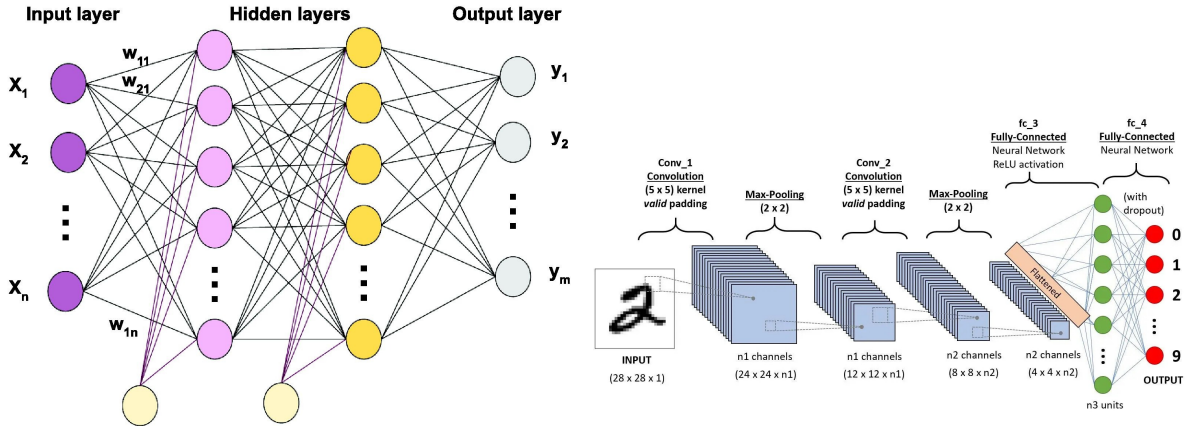 Input layer
Hidden layers
Output layer
w11
w21
X1
X2
Xn
w1n
y1
y2
ym
fc_3
Fully-Connected
Neural Network
ReLU activation
fc_4
Fully-Connected
Neural Network
Conv_1
Convolution
(5 x 5) kernel
valid padding
Max-Pooling
(2 x 2)
Conv_2
Convolution
(5 x 5) kernel
valid padding
Max-Pooling
(2 x 2)
(with
dropout)
Flattened
0
1
2
9
INPUT
(28 x 28 x 1)
n1 channels
(24 x 24 x n1)
n1 channels
(12 x 12 x n1)
n2 channels
(8 x 8 x n2)
n2 channels
(4 x 4 x n2)
OUTPUT
n3 units